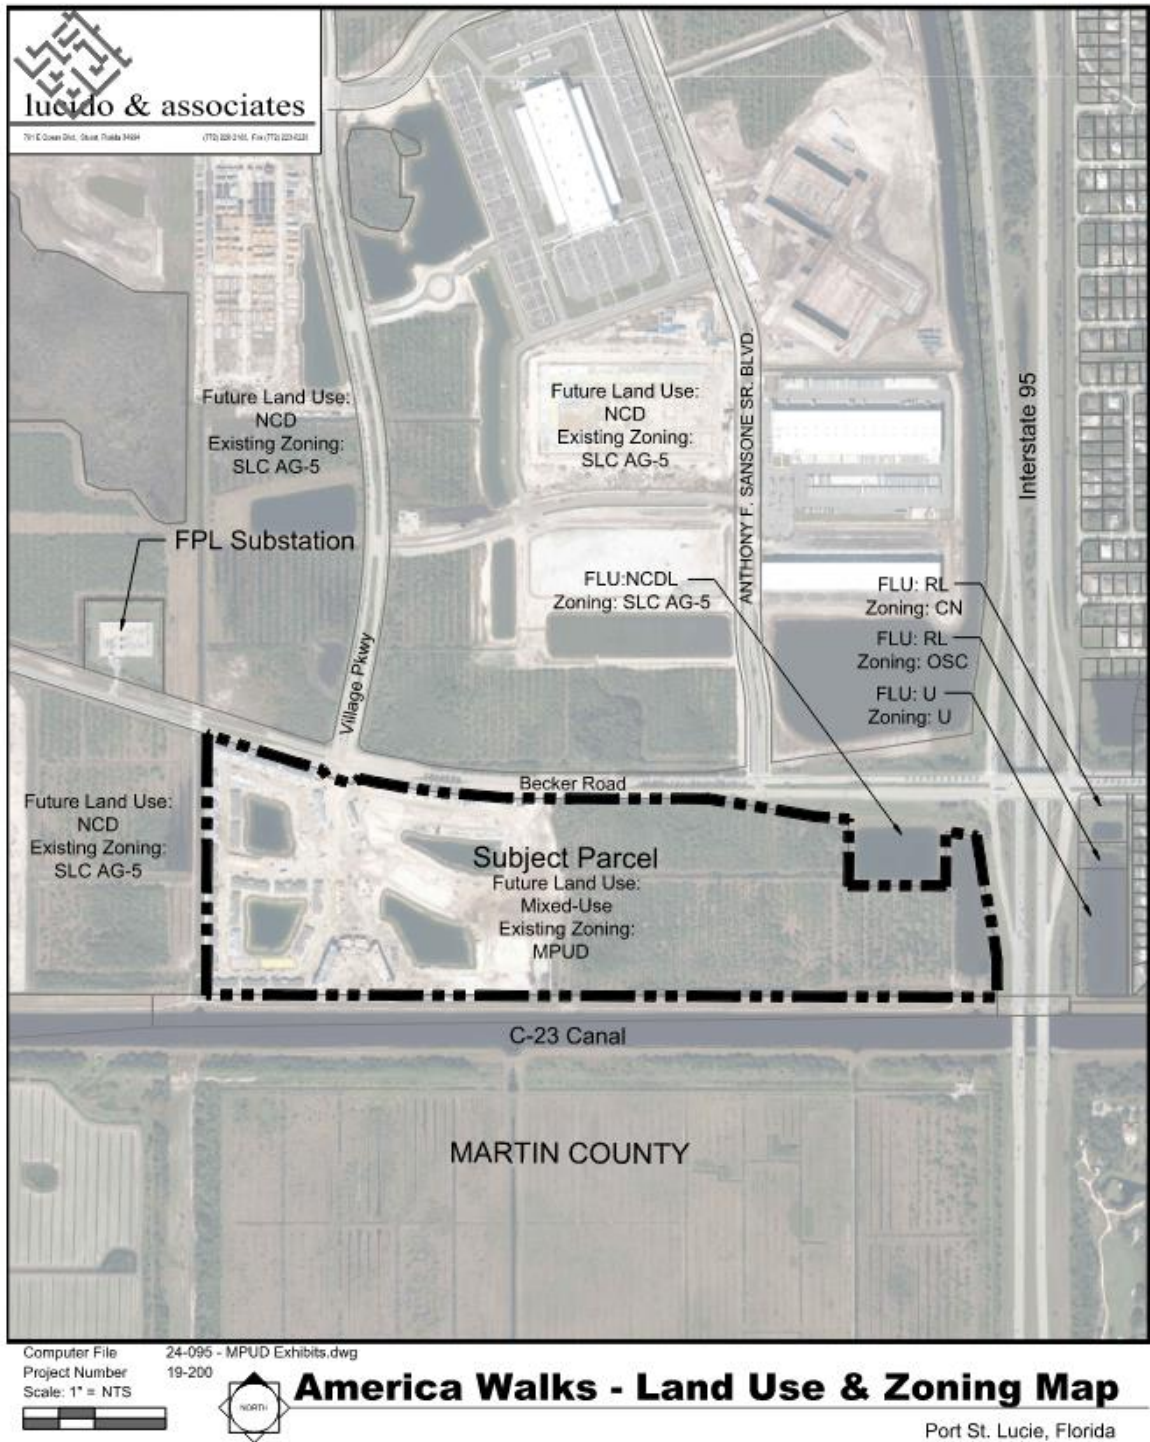 lucido & associates
Future Land Use:
NCD
Existing Zoning:
SLC AG-5
Future Land Use:
NCD
Existing Zoning:
SLC AG-5
ANTHONY F. SANSONE SR. BLVD.
Interstate 95
FPL Substation
FLU:NCDL
Zoning: SLC AG-5
FLU: RL
Zoning: CN
FLU: RL
Zoning: OSC
FLU: U
Zoning: U
Village Pkwy
Becker Road
Future Land Use:
NCD
Existing Zoning:
SLC AG-5
Subject Parcel
Future Land Use:
Mixed-Use
Existing Zoning:
MPUD
C-23 Canal
MARTIN COUNTY
Computer File 24-095 - MPUD Exhibits.dwg
Project Number 19-200
Scale: 1" = NTS
NORTH
America Walks - Land Use & Zoning Map
Port St. Lucie, Florida